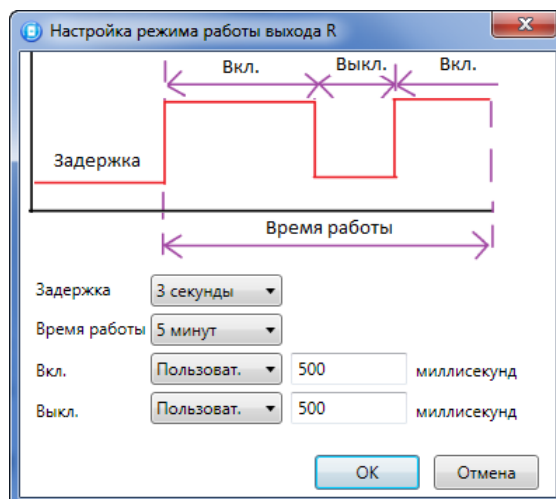 Настройка режима работы выхода R
Вкл. Выкл. Вкл.
Задержка
Время работы
Задержка 3 секунды
Время работы 5 минут
Вкл. Пользоват. 500 миллисекунд
Выкл. Пользоват. 500 миллисекунд
OK Отмена